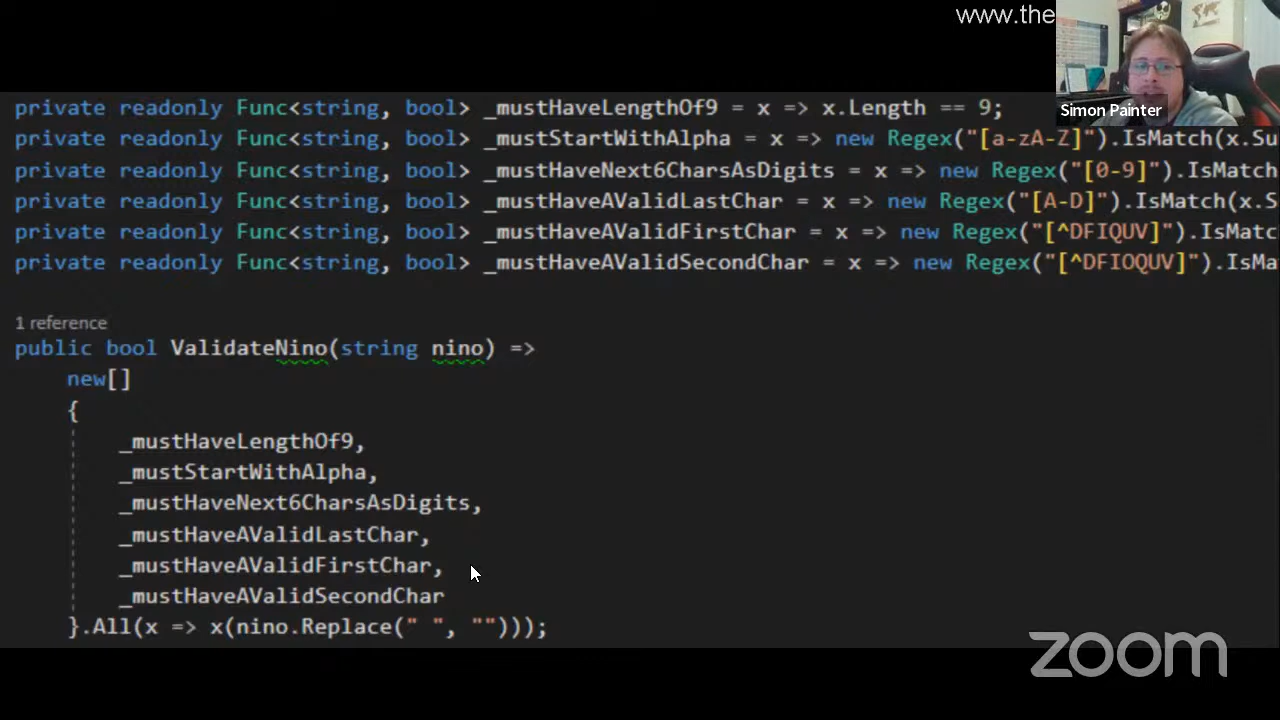 www.the
Simon Painter
private readonly Func<string, bool> _mustHaveLengthOf9 = x => x.Length == 9;
private readonly Func<string, bool> _mustStartWithAlpha = x => new Regex("[a-zA-Z]").IsMatch(x.Su
private readonly Func<string, bool> _mustHaveNext6CharsAsDigits = x => new Regex("[0-9]").IsMatch
private readonly Func<string, bool> _mustHaveAValidLastChar = x => new Regex("[A-D]").IsMatch(x.S
private readonly Func<string, bool> _mustHaveAValidFirstChar = x => new Regex("[^DFIQUV]").IsMatc
private readonly Func<string, bool> _mustHaveAValidSecondChar = x => new Regex("[^DFIOQUV]").IsMa
1 reference
public bool ValidateNino(string nino) =>
new[]
{
_mustHaveLengthOf9,
_mustStartWithAlpha,
_mustHaveNext6CharsAsDigits,
_mustHaveAValidLastChar,
_mustHaveAValidFirstChar,
_mustHaveAValidSecondChar
}.All(x => x(nino.Replace(" ", "")));
zoom